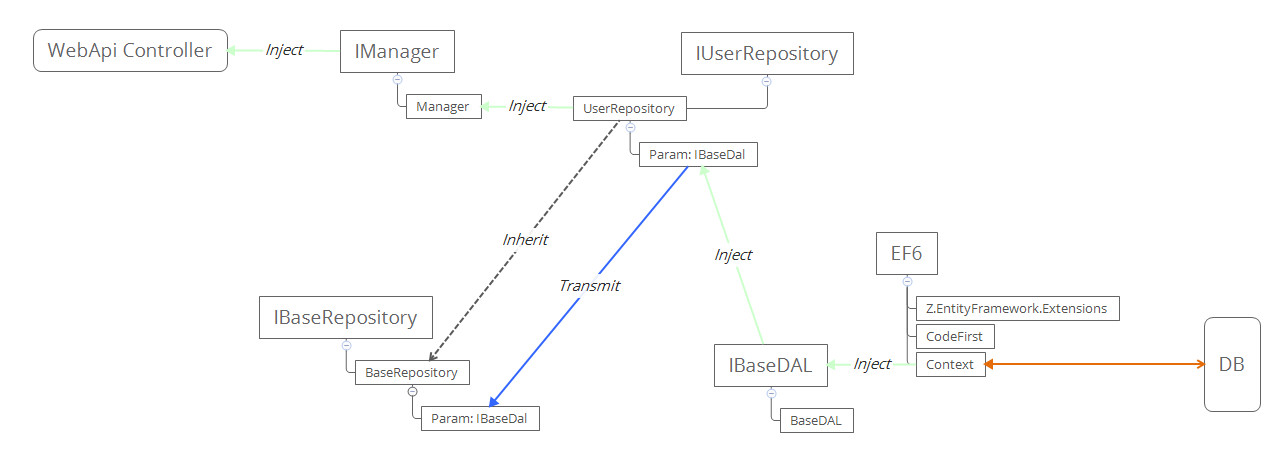 WebApi Controller
Inject
IManager
IUserRepository
Manager
Inject
UserRepository
Param: IBaseDal
Inherit
Inject
EF6
Transmit
Z.EntityFramework.Extensions
IBaseRepository
CodeFirst
BaseRepository
IBaseDAL
Inject
Context
DB
Param: IBaseDal
BaseDAL